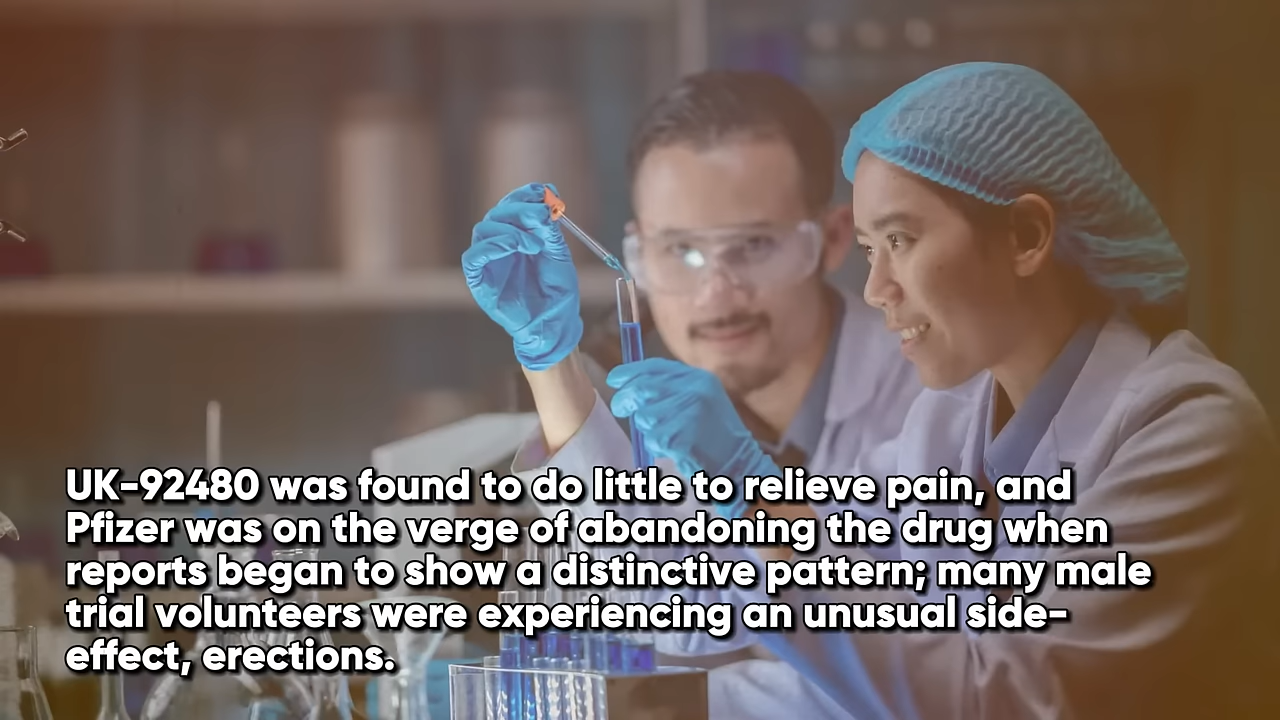 UK-92480 was found to do little to relieve pain, and
Pfizer was on the verge of abandoning the drug when
reports began to show a distinctive pattern; many male
trial volunteers were experiencing an unusual side-
effect, erections.